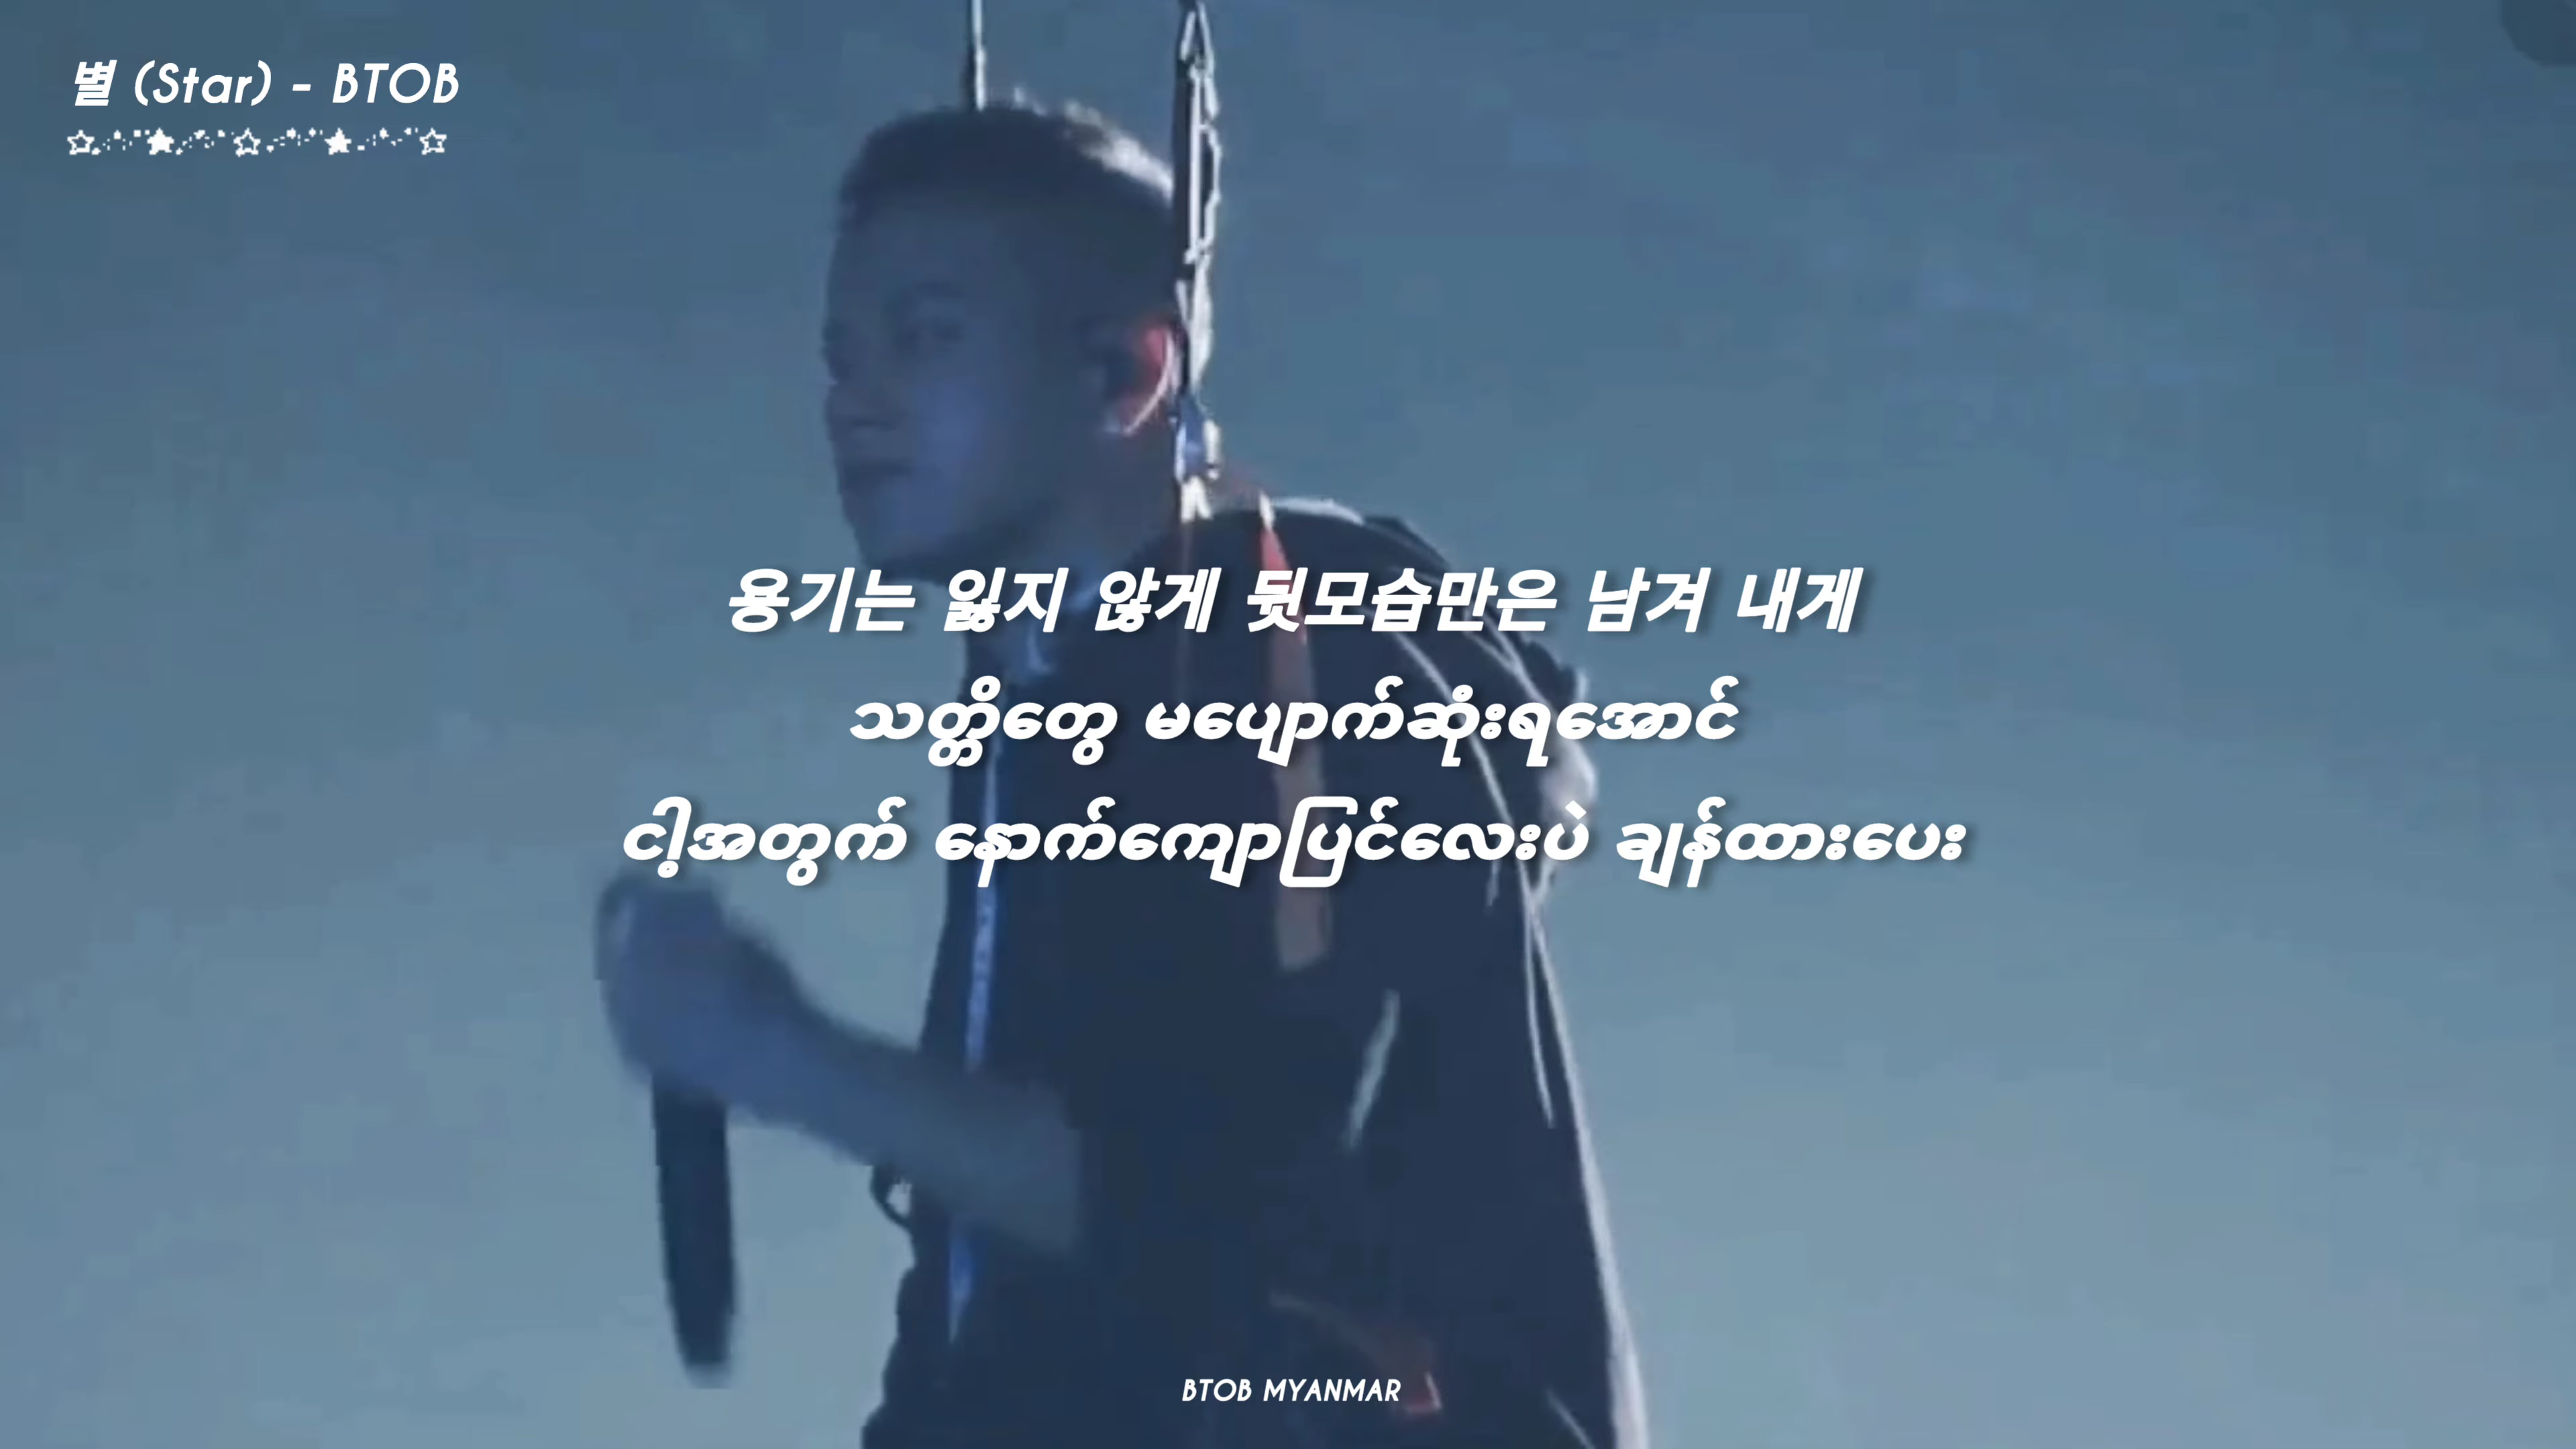 별 (Star) - BTOB
용기는 잃지 않게 뒷모습만은 남겨 내게
သတ္တိတွေ မပျောက်ဆုံးရအောင်
ငါ့အတွက် နောက်ကျောပြင်လေးပဲ ချန်ထားပေး
BTOB MYANMAR